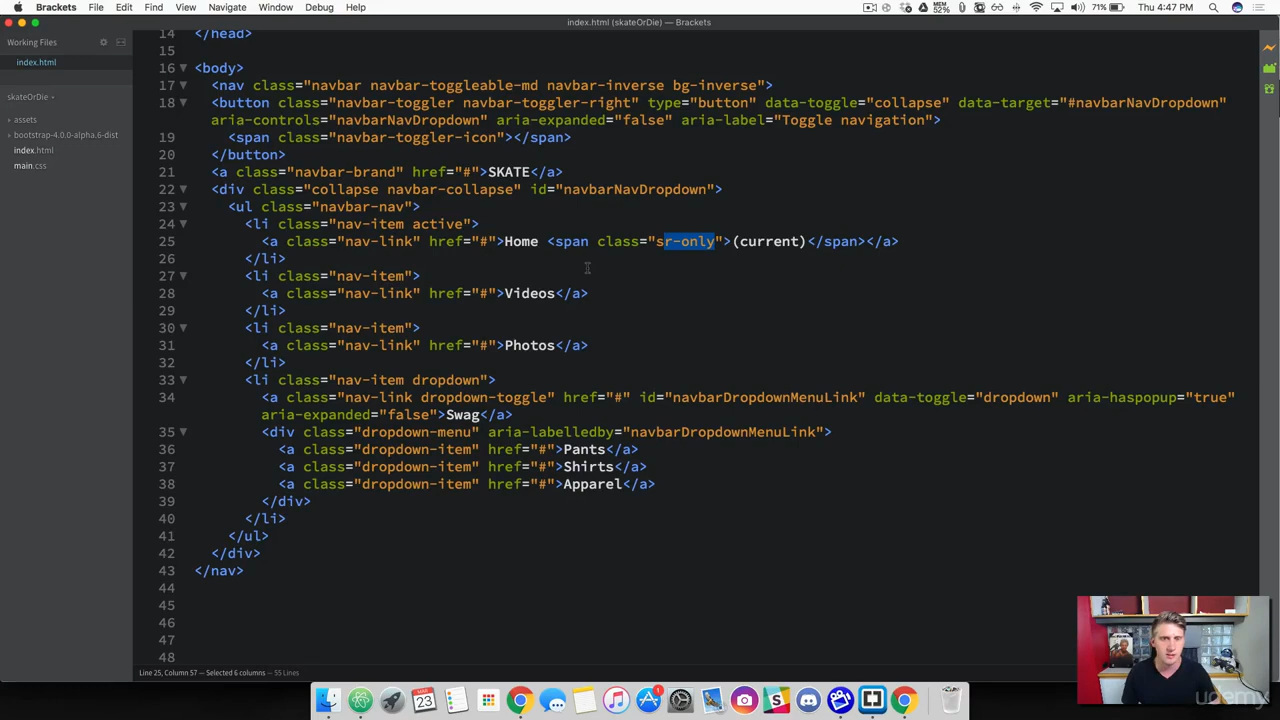 Brackets File Edit Find View Navigate Window Debug Help
MEM 52% 71% Thu 4:47 PM
index.html (skateOrDie) — Brackets
Working Files
index.html
skateOrDie
assets
bootstrap-4.0.0-alpha.6-dist
index.html
main.css
14 </head>
15
16 <body>
17 <nav class="navbar navbar-toggleable-md navbar-inverse bg-inverse">
18 <button class="navbar-toggler navbar-toggler-right" type="button" data-toggle="collapse" data-target="#navbarNavDropdown"
aria-controls="navbarNavDropdown" aria-expanded="false" aria-label="Toggle navigation">
19 <span class="navbar-toggler-icon"></span>
20 </button>
21 <a class="navbar-brand" href="#">SKATE</a>
22 <div class="collapse navbar-collapse" id="navbarNavDropdown">
23 <ul class="navbar-nav">
24 <li class="nav-item active">
25 <a class="nav-link" href="#">Home <span class="sr-only">(current)</span></a>
26 </li>
27 <li class="nav-item">
28 <a class="nav-link" href="#">Videos</a>
29 </li>
30 <li class="nav-item">
31 <a class="nav-link" href="#">Photos</a>
32 </li>
33 <li class="nav-item dropdown">
34 <a class="nav-link dropdown-toggle" href="#" id="navbarDropdownMenuLink" data-toggle="dropdown" aria-haspopup="true"
aria-expanded="false">Swag</a>
35 <div class="dropdown-menu" aria-labelledby="navbarDropdownMenuLink">
36 <a class="dropdown-item" href="#">Pants</a>
37 <a class="dropdown-item" href="#">Shirts</a>
38 <a class="dropdown-item" href="#">Apparel</a>
39 </div>
40 </li>
41 </ul>
42 </div>
43 </nav>
44
45
46
47
48
Line 25, Column 57 — Selected 6 columns — 55 Lines
MAR
23
1
udemy